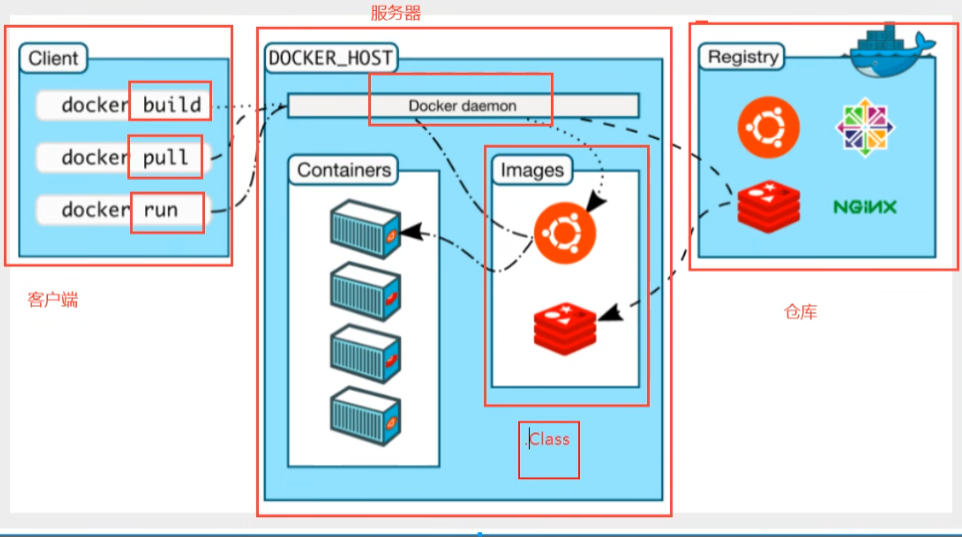 服务器
Client
docker build
docker pull
docker run
客户端
DOCKER_HOST
Docker daemon
Containers
Images
.Class
Registry
NGiNX
仓库